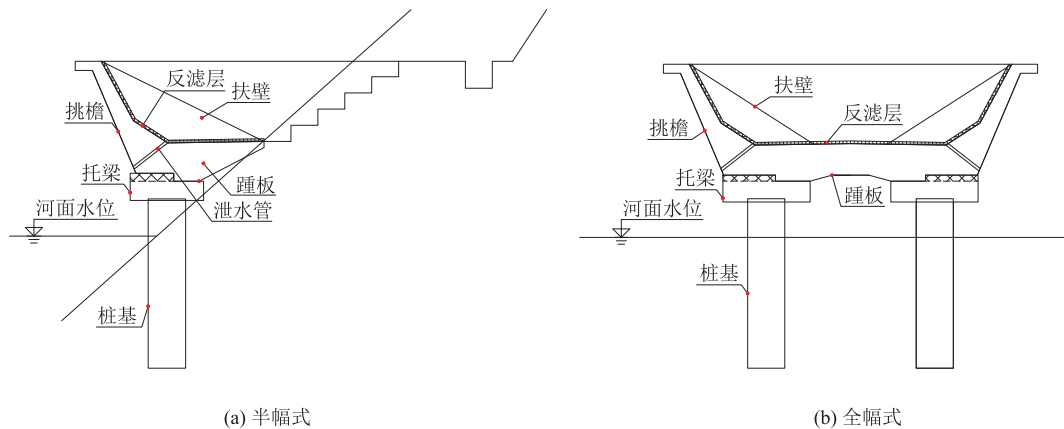 反滤层
扶壁
挑檐
托梁
踵板
泄水管
河面水位
桩基
(a) 半幅式
扶壁
反滤层
挑檐
托梁
踵板
河面水位
桩基
(b) 全幅式